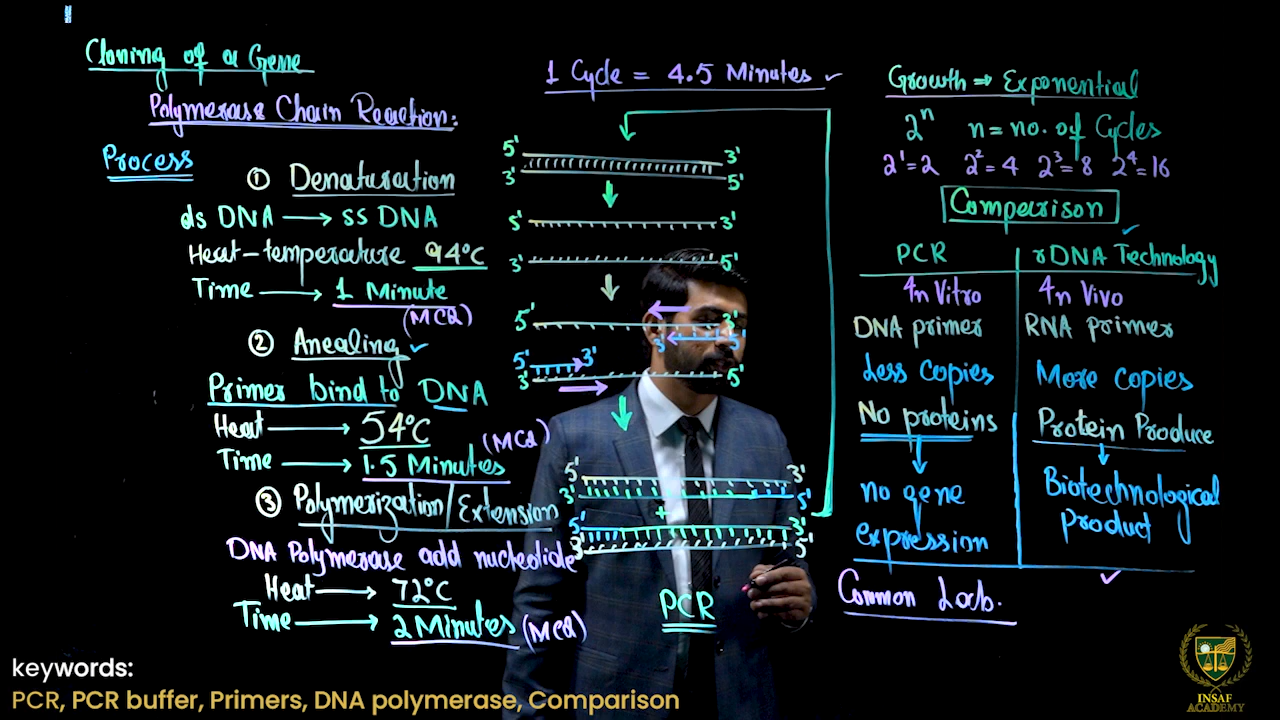 Cloning of a Gene
Polymerase Chain Reaction:
Process
① Denaturation
ds DNA → ss DNA
Heat-temperature 94°C
Time → 1 Minute
(MCQ)
② Anealing ✓
Primer bind to DNA
Heat → 54°C
Time → 1.5 Minutes (MCQ)
③ Polymerization/Extension
DNA Polymerase add nucleotide
Heat → 72°C
Time → 2 Minutes (MCQ)
1 Cycle = 4.5 Minutes ✓
5' 3'
3' 5'
5' 3'
3' 5'
5' 3'
3' 5'
5' 3'
3' 5'
5' 3'
3' 5'
+
5' 3'
3' 5'
PCR
Growth ⇒ Exponential
2ⁿ n = no. of Cycles
2¹=2 2²=4 2³=8 2⁴=16
Comparison
PCR rDNA Technology
In Vitro In Vivo
DNA primer RNA primer
Less copies More copies
No proteins Protein Produce
no gene expression Biotechnological product
Common Lab.
keywords:
PCR, PCR buffer, Primers, DNA polymerase, Comparison
INSAF
ACADEMY